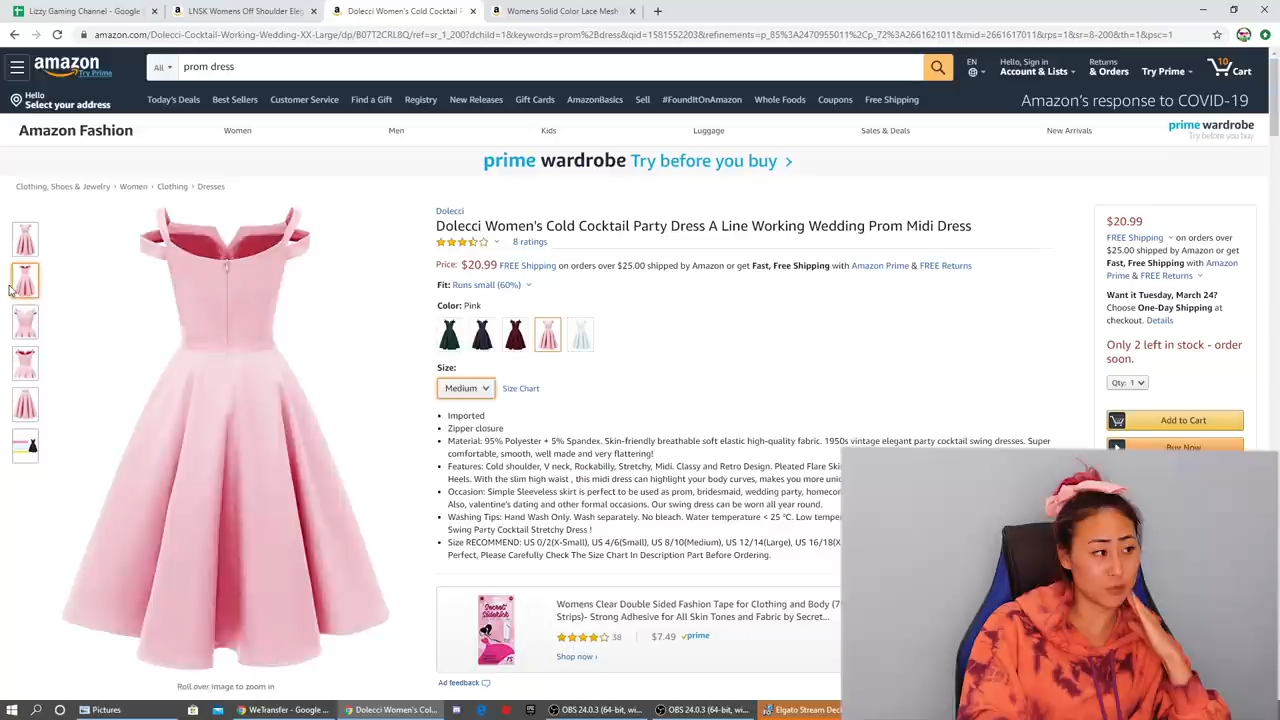 Lizzy Gaming Channel - Google
LNSK Womens Off Shoulder Eleg
Dolecci Women's Cold Cocktail P
Womens Solid Color Lace Mesh S
amazon.com/Dolecci-Cocktail-Working-Wedding-XX-Large/dp/B07T2CRL8Q/ref=sr_1_200?dchild=1&keywords=prom%2Bdress&qid=1581552203&refinements=p_85%3A2470955011%2Cp_72%3A2661621011&rnid=2661617011&rps=1&sr=8-200&th=1&psc=1
amazon
Try Prime
All
prom dress
EN
Hello, Sign in
Account & Lists
Returns
& Orders
Try Prime
10
Cart
Hello
Select your address
Today's Deals Best Sellers Customer Service Find a Gift Registry New Releases Gift Cards AmazonBasics Sell #FoundItOnAmazon Whole Foods Coupons Free Shipping
Amazon's response to COVID-19
Amazon Fashion
Women Men Kids Luggage Sales & Deals New Arrivals
prime wardrobe
Try before you buy
prime wardrobe Try before you buy ›
Clothing, Shoes & Jewelry › Women › Clothing › Dresses
Dolecci
Dolecci Women's Cold Cocktail Party Dress A Line Working Wedding Prom Midi Dress
8 ratings
Price: $20.99 FREE Shipping on orders over $25.00 shipped by Amazon or get Fast, Free Shipping with Amazon Prime & FREE Returns
Fit: Runs small (60%)
Color: Pink
Size:
Medium
Size Chart
• Imported
• Zipper closure
• Material: 95% Polyester + 5% Spandex. Skin-friendly breathable soft elastic high-quality fabric. 1950s vintage elegant party cocktail swing dresses. Super
comfortable, smooth, well made and very flattering!
• Features: Cold shoulder, V neck, Rockabilly, Stretchy, Midi. Classy and Retro Design. Pleated Flare Ski
Heels. With the slim high waist , this midi dress can highlight your body curves, makes you more uni
• Occasion: Simple Sleeveless skirt is perfect to be used as prom, bridesmaid, wedding party, homeco
Also, valentine's dating and other formal occasions. Our swing dress can be worn all year round.
• Washing Tips: Hand Wash Only. Wash separately. No bleach. Water temperature < 25 ℃. Low tempe
Swing Party Cocktail Stretchy Dress !
• Size RECOMMEND: US 0/2(X-Small), US 4/6(Small), US 8/10(Medium), US 12/14(Large), US 16/18(X
Perfect, Please Carefully Check The Size Chart In Description Part Before Ordering.
Secret
Womens Clear Double Sided Fashion Tape for Clothing and Body (7
Strips)- Strong Adhesive for All Skin Tones and Fabric by Secret...
38 $7.49 prime
Shop now ›
Ad feedback
Roll over image to zoom in
$20.99
FREE Shipping on orders over
$25.00 shipped by Amazon or get
Fast, Free Shipping with Amazon
Prime & FREE Returns
Want it Tuesday, March 24?
Choose One-Day Shipping at
checkout. Details
Only 2 left in stock - order
soon.
Qty: 1
Add to Cart
Buy Now
Pictures
WeTransfer - Google ...
Dolecci Women's Col...
OBS 24.0.3 (64-bit, wi...
OBS 24.0.3 (64-bit, wi...
Elgato Stream Deck